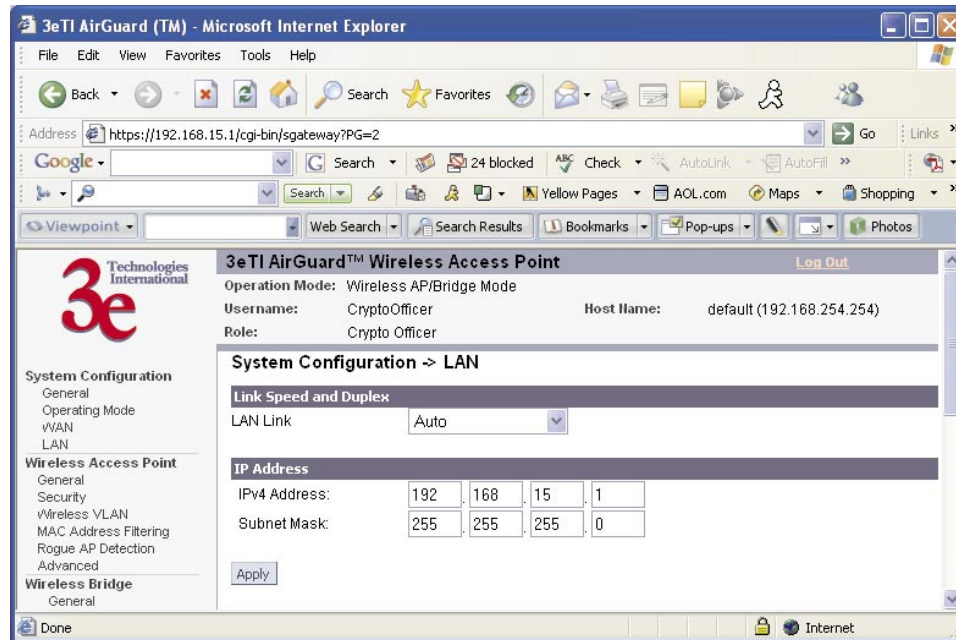 3eTI AirGuard (TM) - Microsoft Internet Explorer
File Edit View Favorites Tools Help
Back Search Favorites
Address https://192.168.15.1/cgi-bin/sgateway?PG=2 Go Links »
Google G Search 24 blocked ABC Check AutoLink AutoFill »
Search Yellow Pages AOL.com Maps Shopping »
Viewpoint Web Search Search Results Bookmarks Pop-ups Photos
3e Technologies International
3eTI AirGuard™ Wireless Access Point Log Out
Operation Mode: Wireless AP/Bridge Mode
Username: CryptoOfficer Host Name: default (192.168.254.254)
Role: Crypto Officer
System Configuration
General
Operating Mode
WAN
LAN
Wireless Access Point
General
Security
Wireless VLAN
MAC Address Filtering
Rogue AP Detection
Advanced
Wireless Bridge
General
System Configuration -> LAN
Link Speed and Duplex
LAN Link Auto
IP Address
IPv4 Address: 192 . 168 . 15 . 1
Subnet Mask: 255 . 255 . 255 . 0
Apply
Done Internet